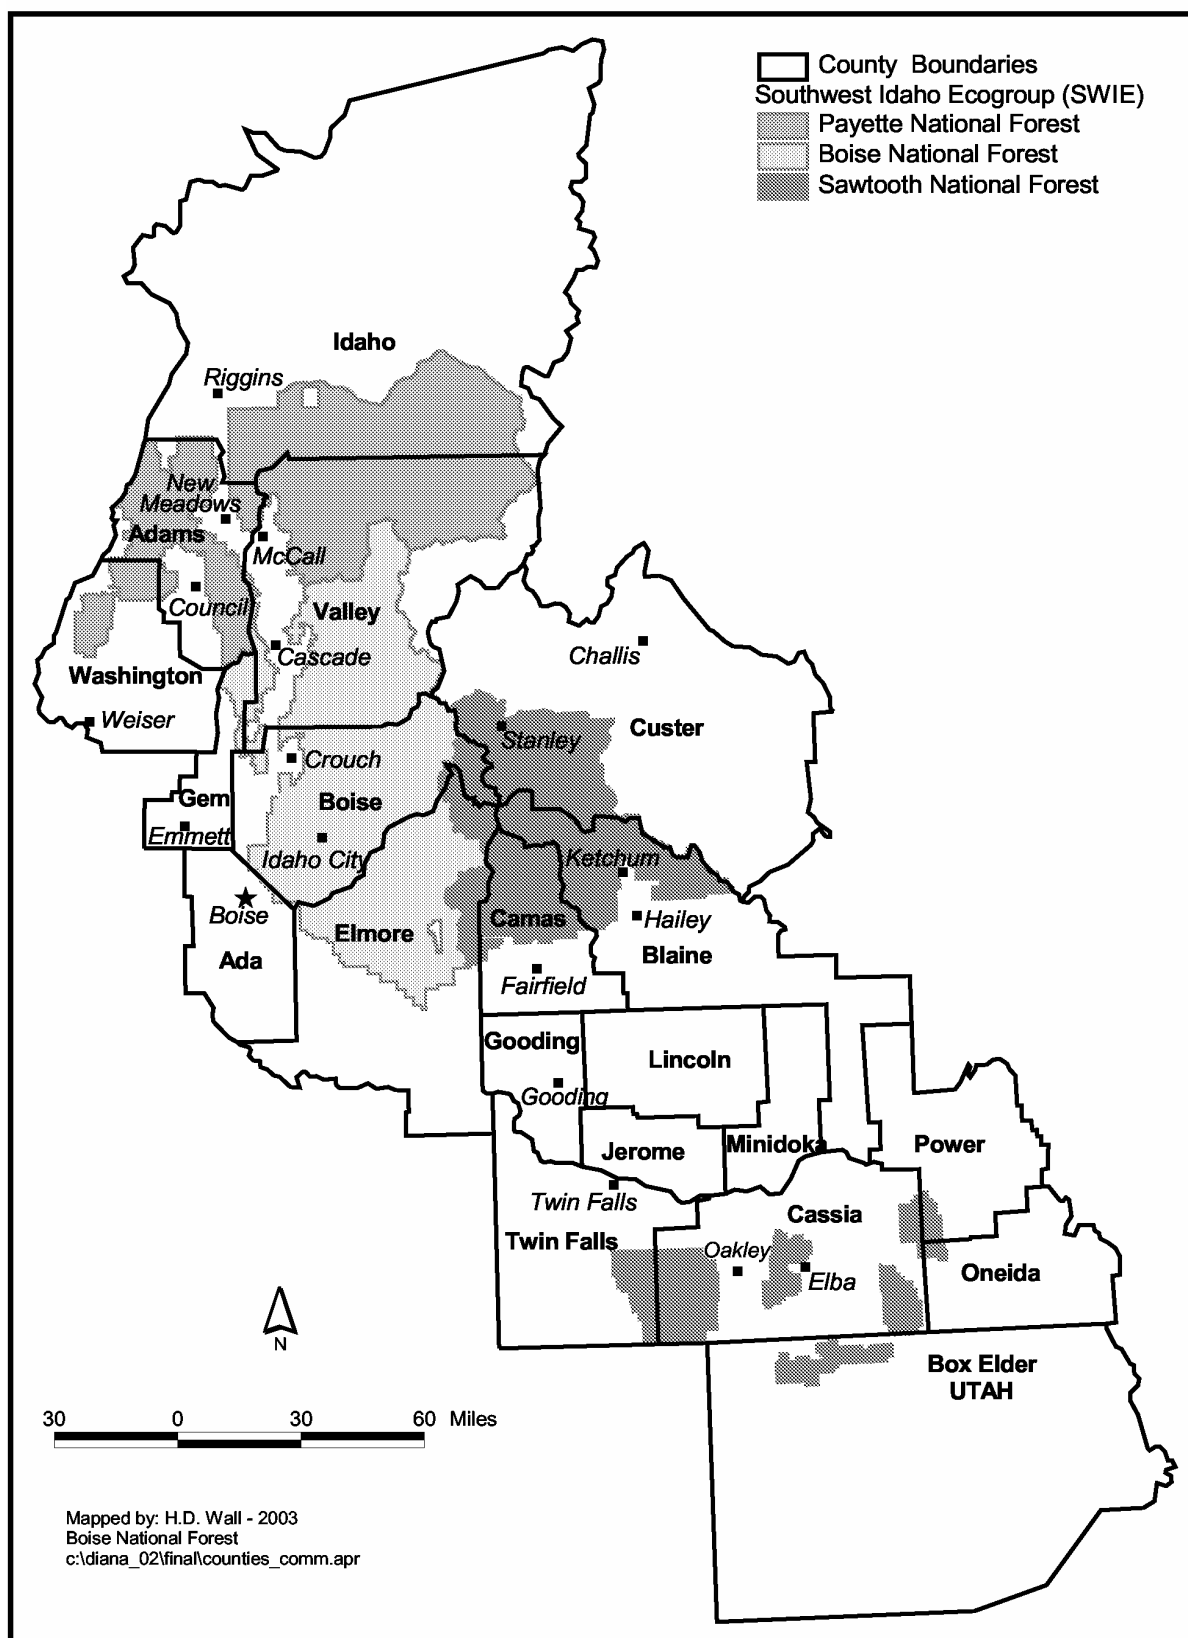 County Boundaries
Southwest Idaho Ecogroup (SWIE)
Payette National Forest
Boise National Forest
Sawtooth National Forest
Idaho
Riggins
New
Meadows
Adams
McCall
Council
Valley
Cascade
Washington
Weiser
Challis
Custer
Stanley
Crouch
Gem
Boise
Emmett
Idaho City
Ketchum
Boise
Elmore
Camas
Hailey
Ada
Blaine
Fairfield
Gooding
Lincoln
Gooding
Jerome
Minidoka
Power
Twin Falls
Cassia
Twin Falls
Oakley
Elba
Oneida
N
Box Elder
UTAH
30 0 30 60 Miles
Mapped by: H.D. Wall - 2003
Boise National Forest
c:\diana_02\final\counties_comm.apr